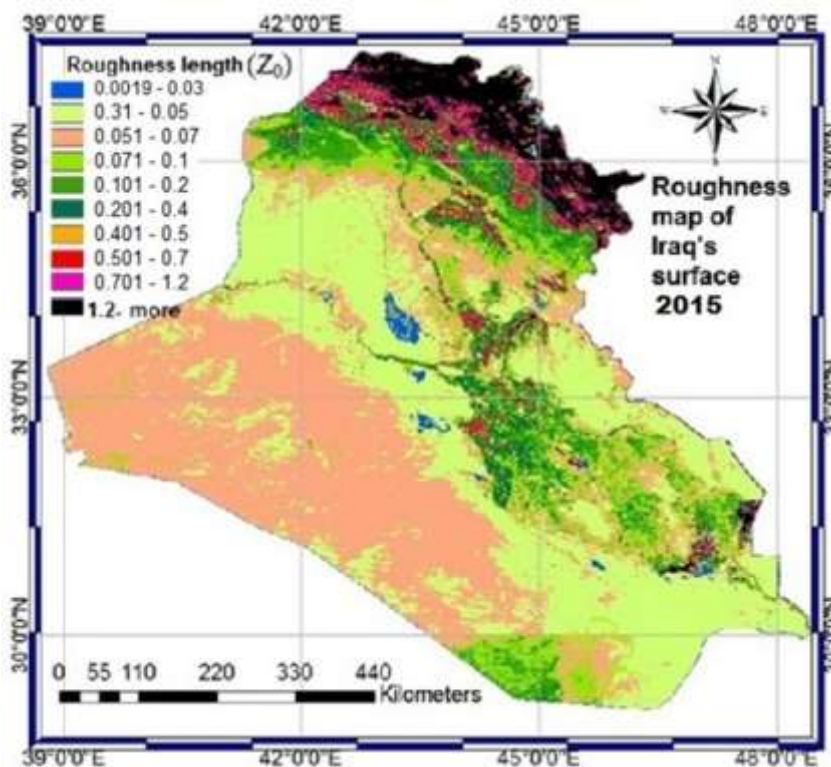 39°0'0"E 42°0'0"E 45°0'0"E 48°0'0"E
Roughness length (Z₀)
0.0019 - 0.03
0.31 - 0.05
0.051 - 0.07
0.071 - 0.1
0.101 - 0.2
0.201 - 0.4
0.401 - 0.5
0.501 - 0.7
0.701 - 1.2
1.2- more
N
Roughness
map of
Iraq's
surface
2015
36°0'0"N
33°0'0"N
30°0'0"N
0 55 110 220 330 440
Kilometers
39°0'0"E 42°0'0"E 45°0'0"E 48°0'0"E